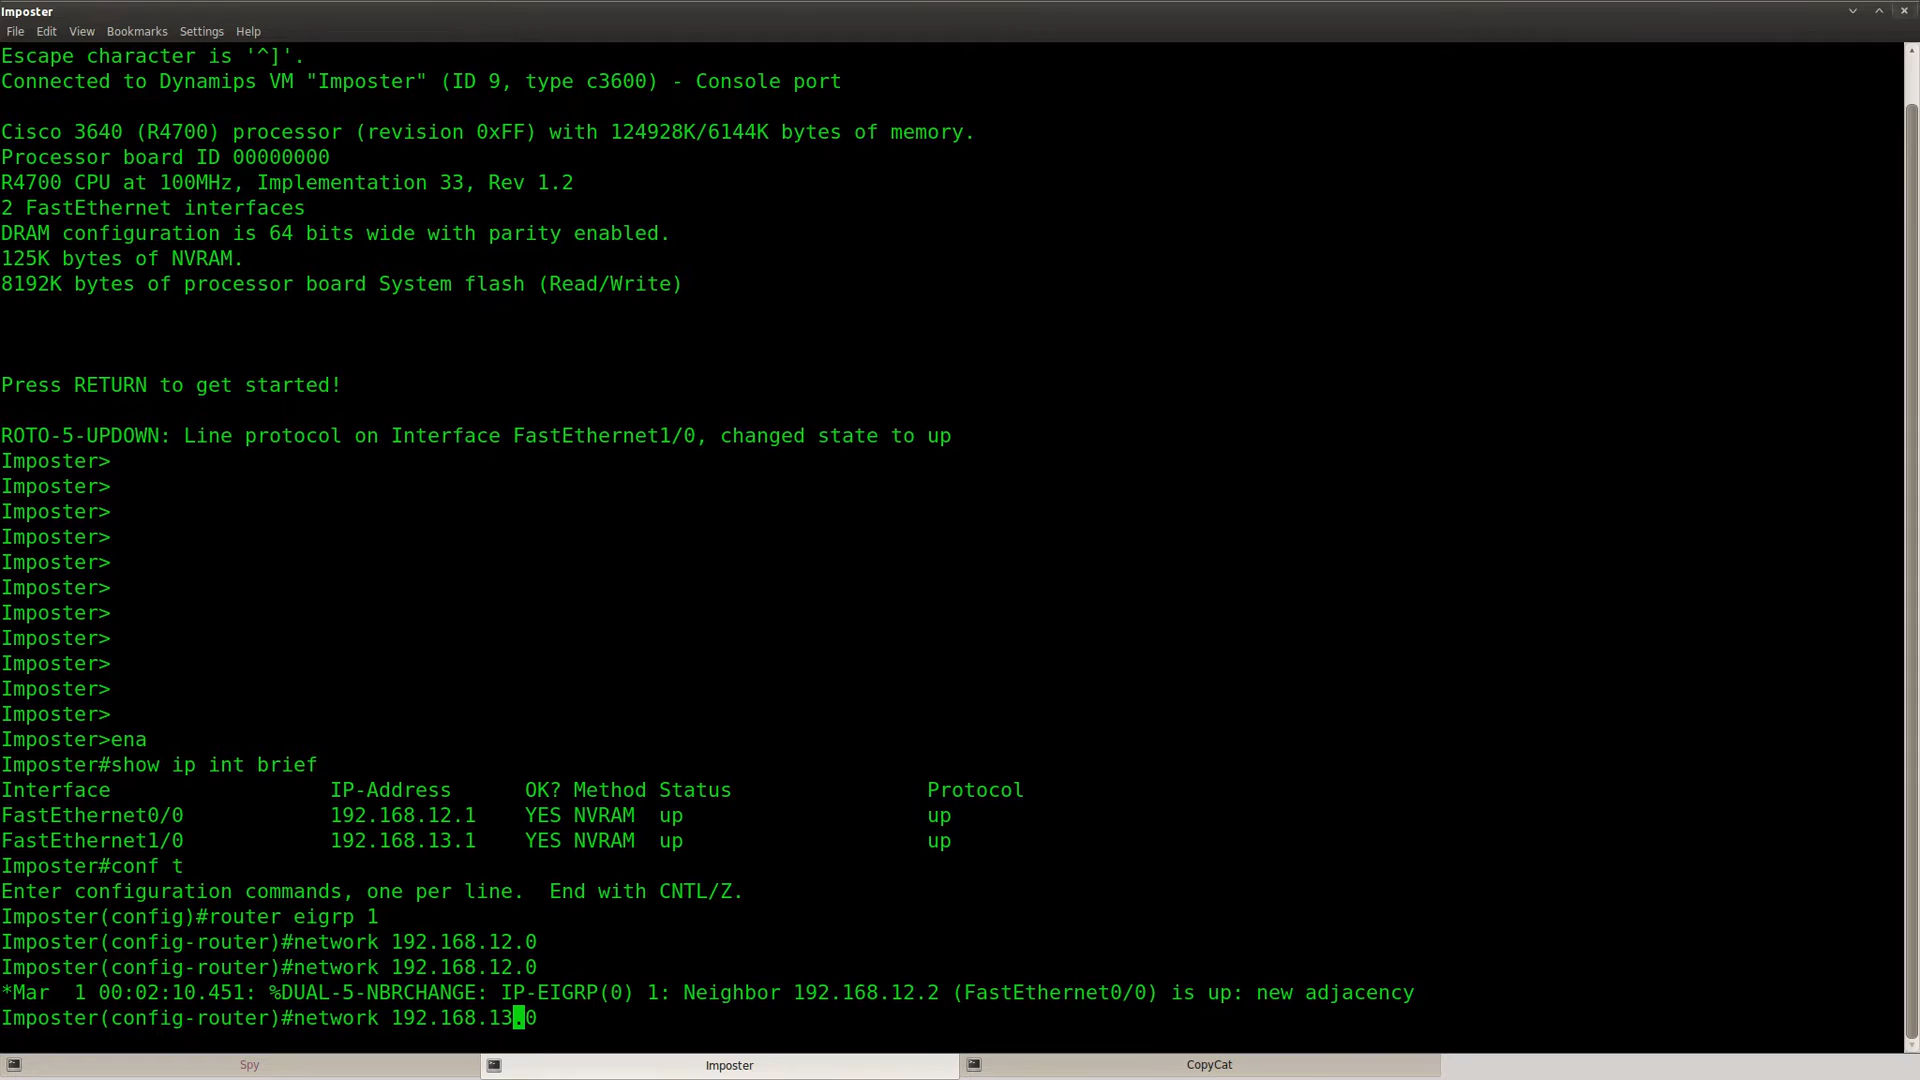 Imposter
File Edit View Bookmarks Settings Help
Escape character is '^]'.
Connected to Dynamips VM "Imposter" (ID 9, type c3600) - Console port
Cisco 3640 (R4700) processor (revision 0xFF) with 124928K/6144K bytes of memory.
Processor board ID 00000000
R4700 CPU at 100MHz, Implementation 33, Rev 1.2
2 FastEthernet interfaces
DRAM configuration is 64 bits wide with parity enabled.
125K bytes of NVRAM.
8192K bytes of processor board System flash (Read/Write)
Press RETURN to get started!
ROTO-5-UPDOWN: Line protocol on Interface FastEthernet1/0, changed state to up
Imposter>
Imposter>
Imposter>
Imposter>
Imposter>
Imposter>
Imposter>
Imposter>
Imposter>
Imposter>
Imposter>
Imposter>ena
Imposter#show ip int brief
Interface IP-Address OK? Method Status Protocol
FastEthernet0/0 192.168.12.1 YES NVRAM up up
FastEthernet1/0 192.168.13.1 YES NVRAM up up
Imposter#conf t
Enter configuration commands, one per line. End with CNTL/Z.
Imposter(config)#router eigrp 1
Imposter(config-router)#network 192.168.12.0
Imposter(config-router)#network 192.168.12.0
*Mar 1 00:02:10.451: %DUAL-5-NBRCHANGE: IP-EIGRP(0) 1: Neighbor 192.168.12.2 (FastEthernet0/0) is up: new adjacency
Imposter(config-router)#network 192.168.13.0
Spy Imposter CopyCat